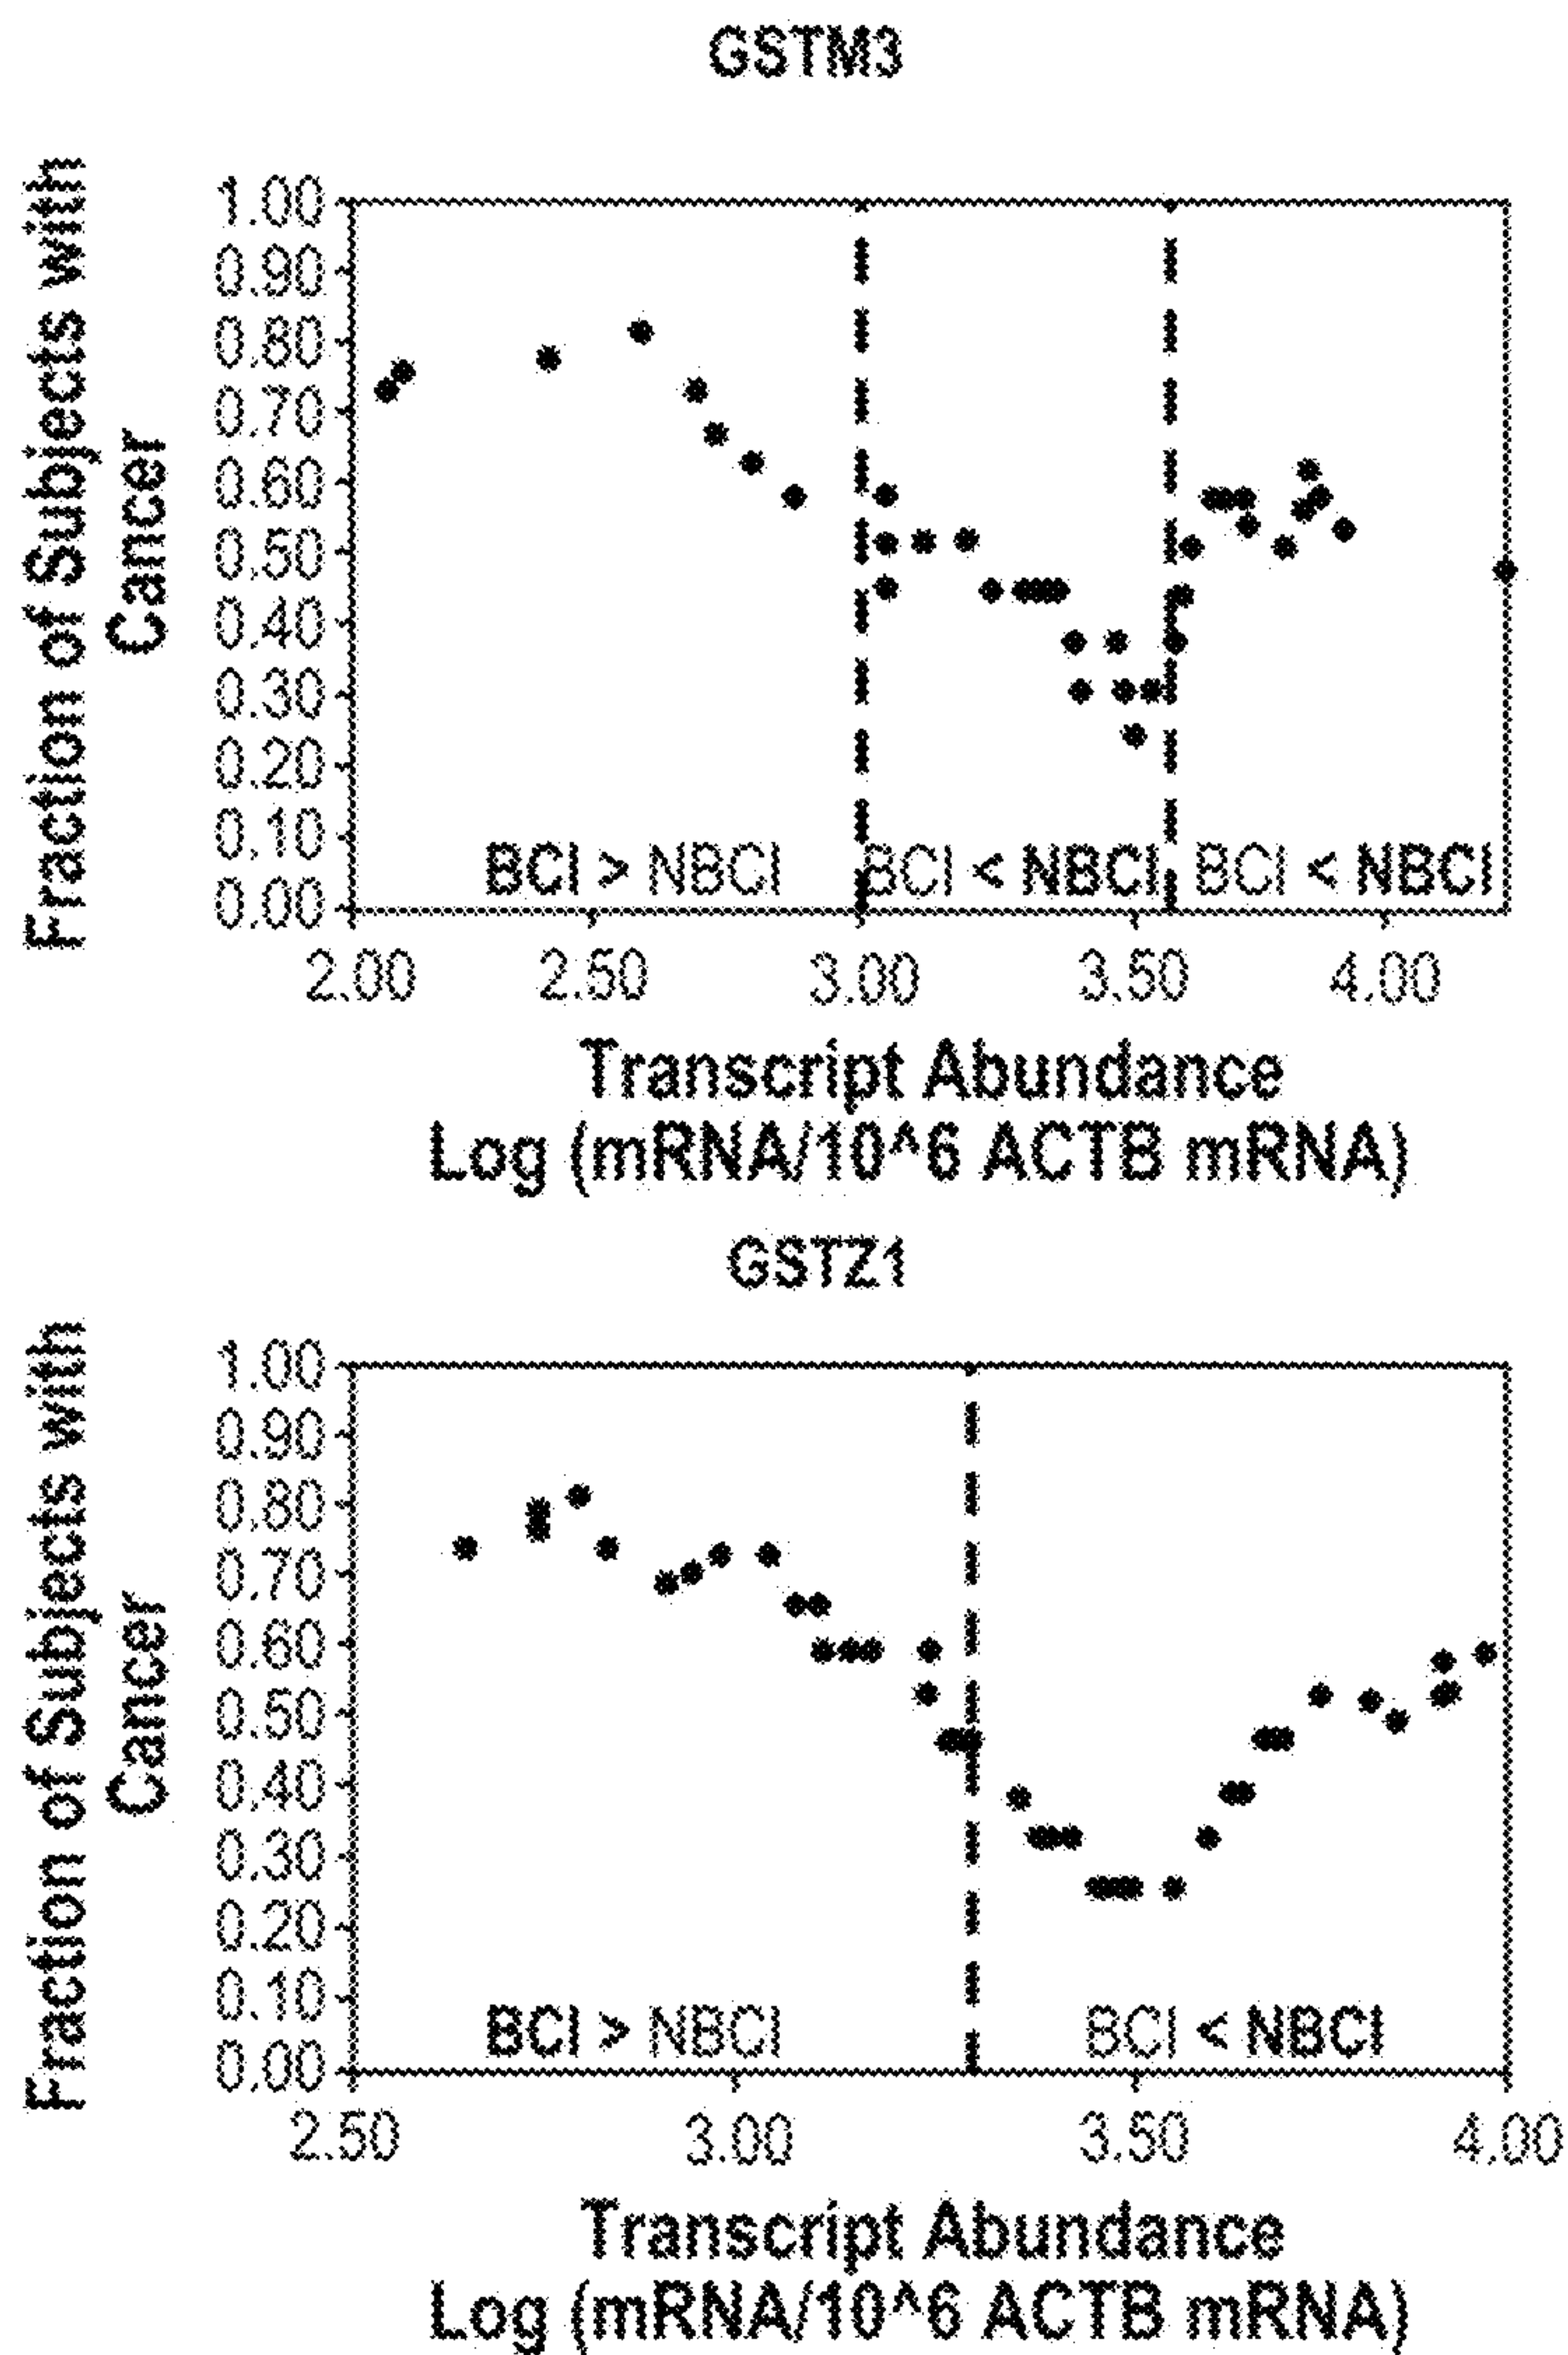 GSTM3
Fraction of Subjects with
Cancer
1.00
0.90
0.80
0.70
0.60
0.50
0.40
0.30
0.20
0.10
0.00
BCI > NBCI
BCI < NBCI
BCI < NBCI
2.00
2.50
3.00
3.50
4.00
Transcript Abundance
Log (mRNA/10^6 ACTB mRNA)
GSTZ1
Fraction of Subjects with
Cancer
1.00
0.90
0.80
0.70
0.60
0.50
0.40
0.30
0.20
0.10
0.00
BCI > NBCI
BCI < NBCI
2.50
3.00
3.50
4.00
Transcript Abundance
Log (mRNA/10^6 ACTB mRNA)